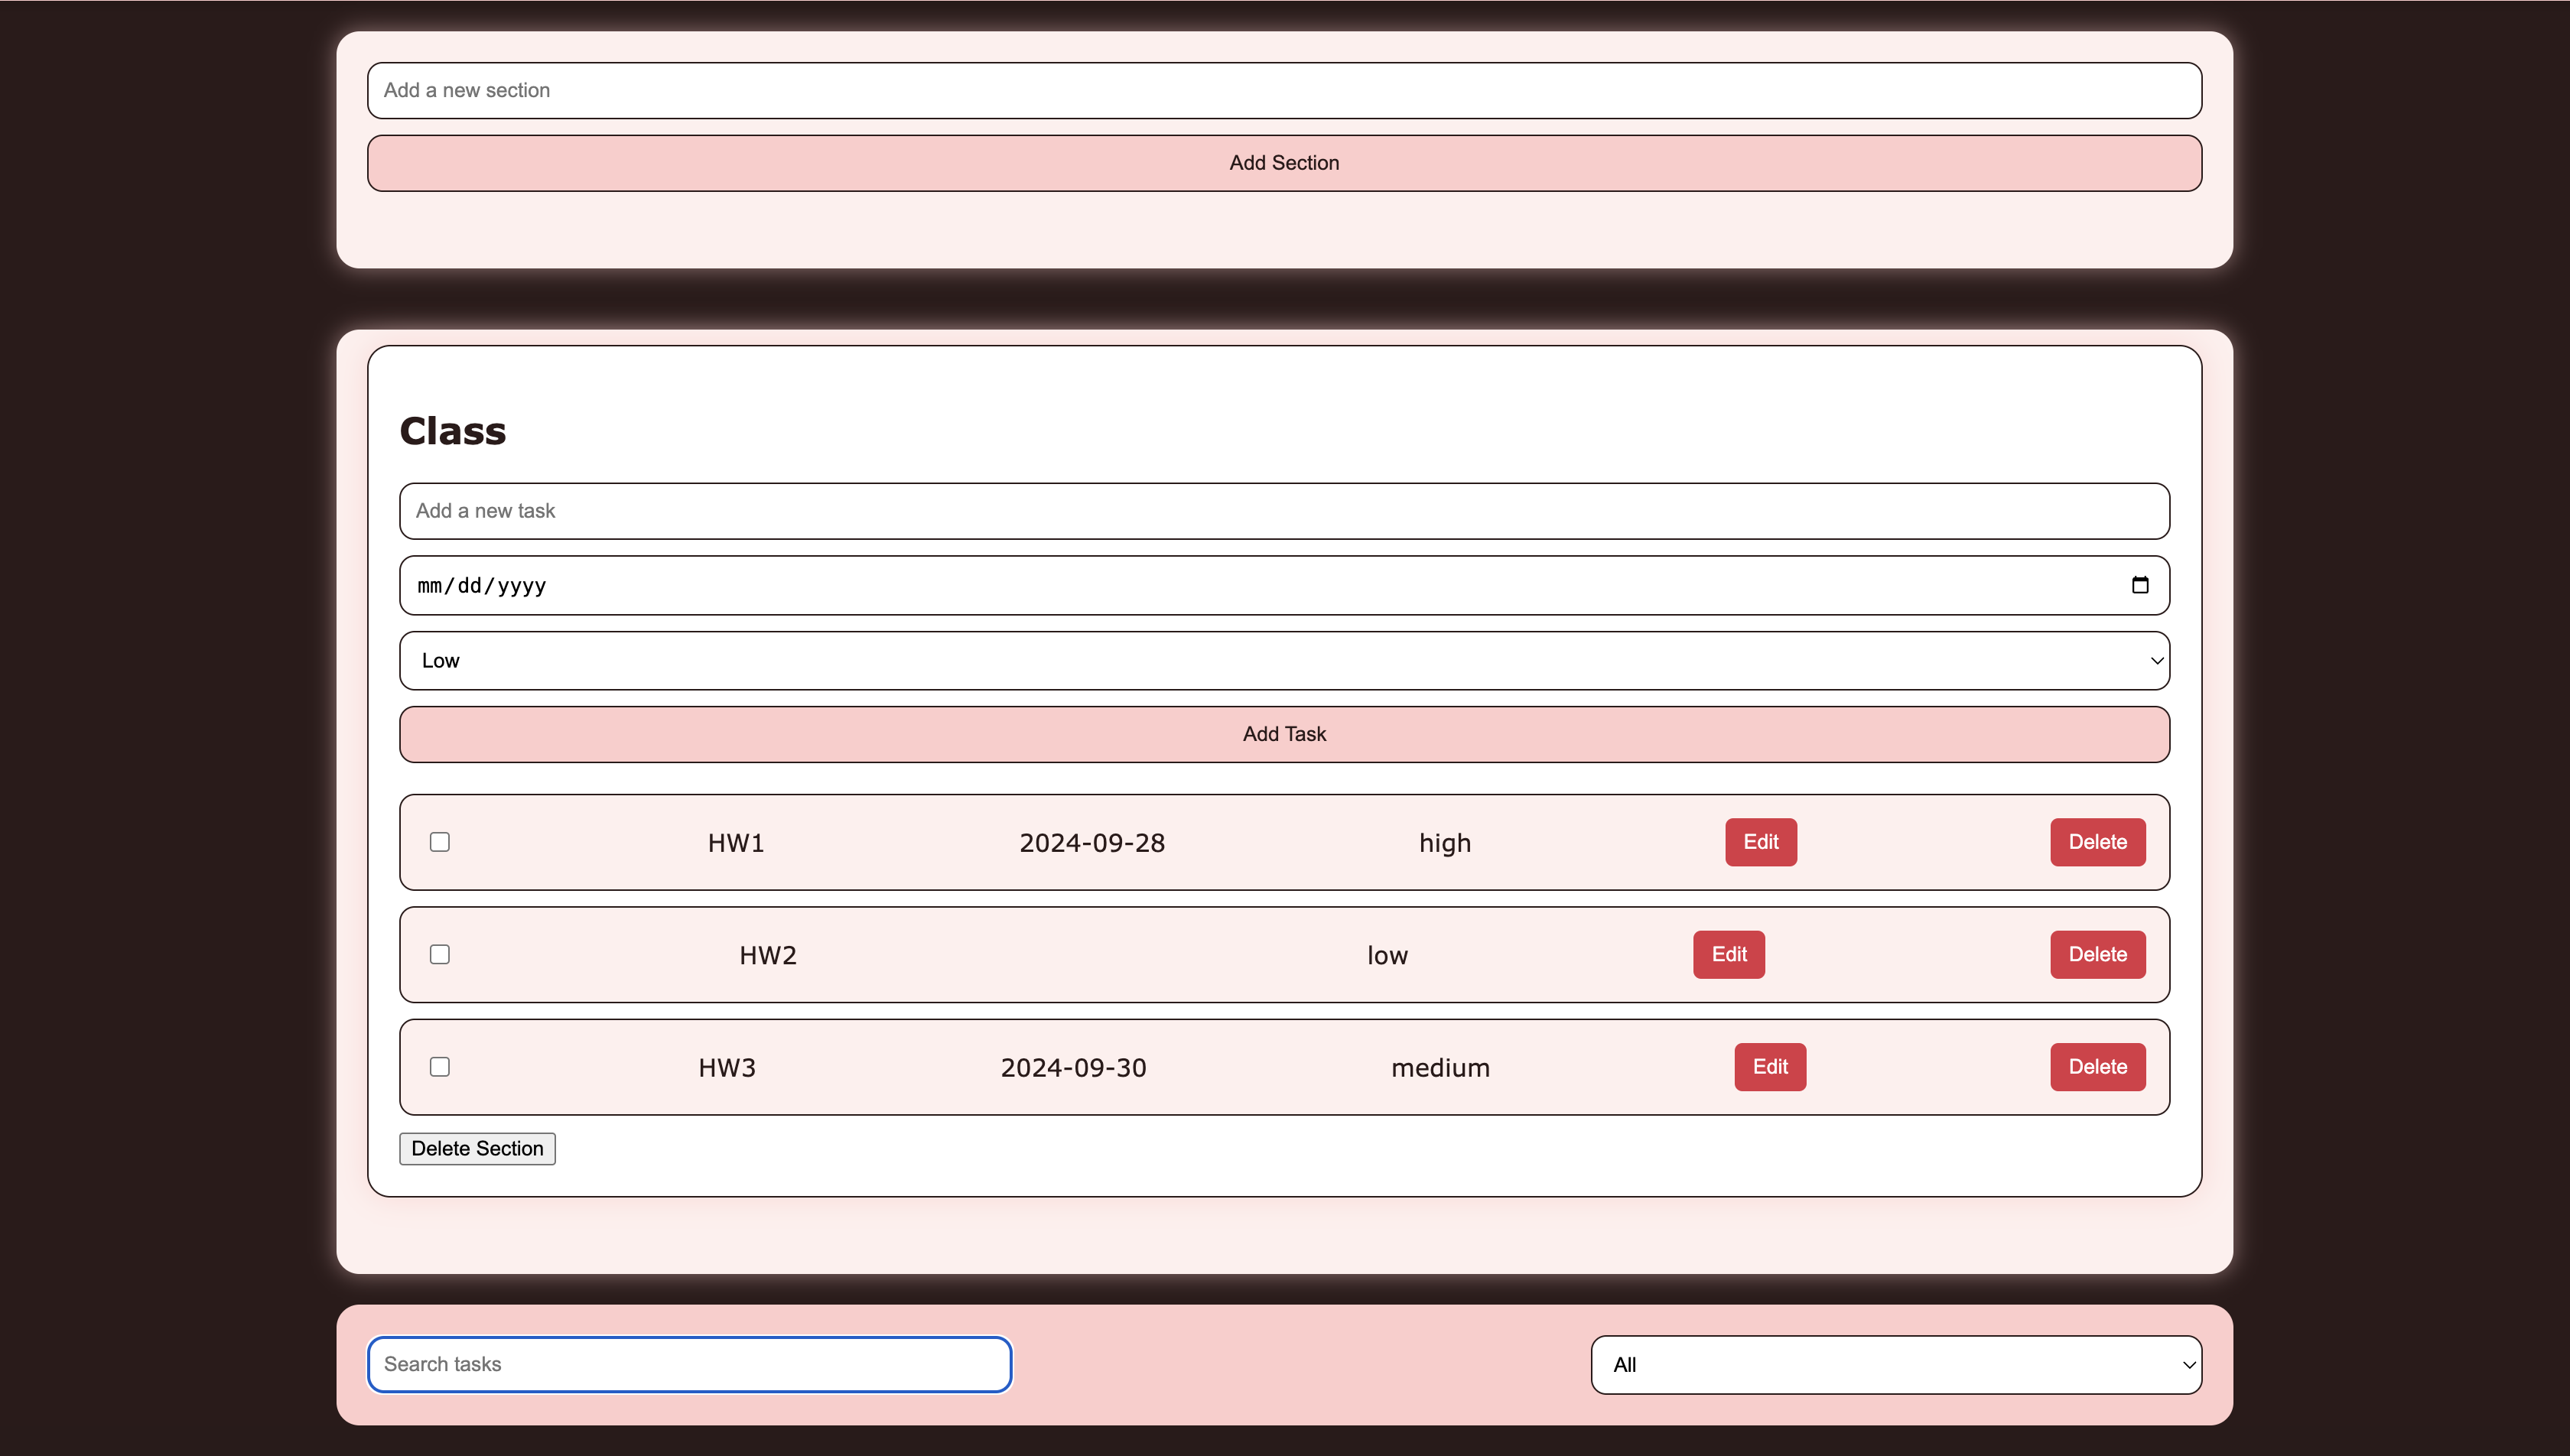 Add a new section
Add Section
Class
Add a new task
mm/dd/yyyy
Low
Add Task
HW1 2024-09-28 high Edit Delete
HW2 low Edit Delete
HW3 2024-09-30 medium Edit Delete
Delete Section
Search tasks All